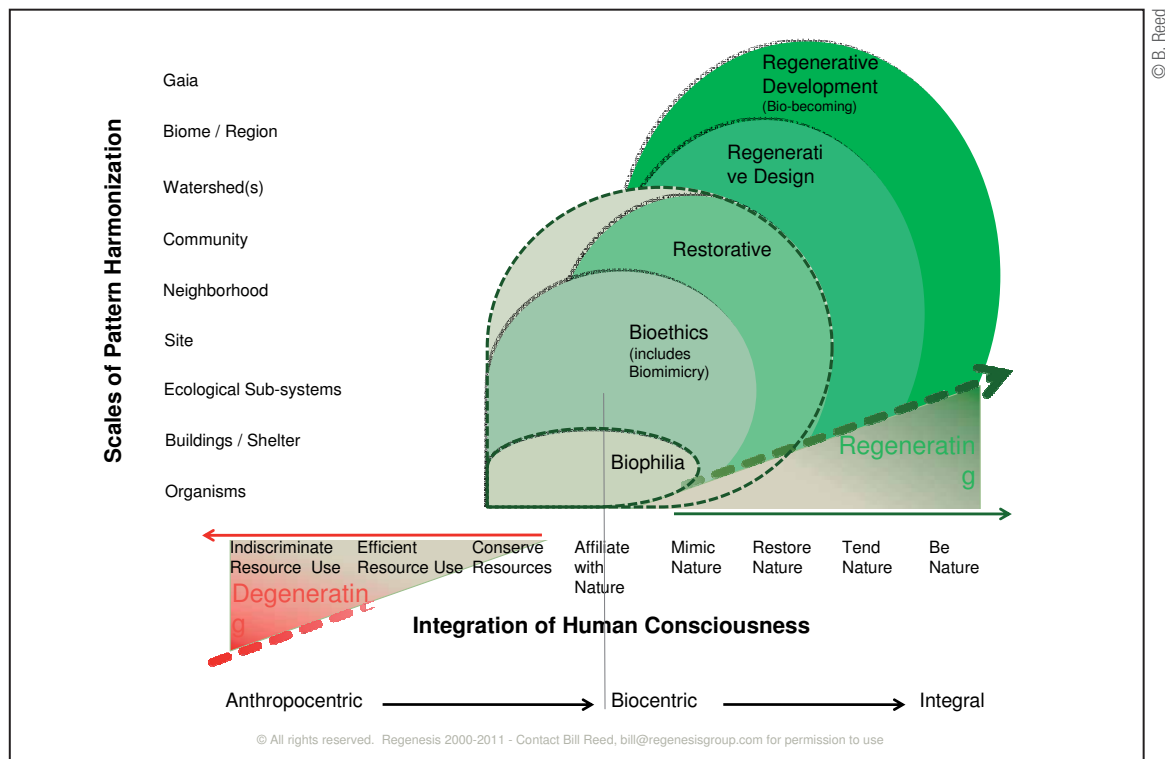 © B. Reed
Scales of Pattern Harmonization
Gaia
Biome / Region
Watershed(s)
Community
Neighborhood
Site
Ecological Sub-systems
Buildings / Shelter
Organisms
Regenerative
Development
(Bio-becoming)
Regenerati
ve Design
Restorative
Bioethics
(includes
Biomimicry)
Biophilia
Regeneratin
g
Indiscriminate
Resource Use
Efficient
Resource Use
Conserve
Resources
Affiliate
with
Nature
Mimic
Nature
Restore
Nature
Tend
Nature
Be
Nature
Degeneratin
g
Integration of Human Consciousness
Anthropocentric
Biocentric
Integral
© All rights reserved. Regenesis 2000-2011 - Contact Bill Reed, bill@regenesisgroup.com for permission to use